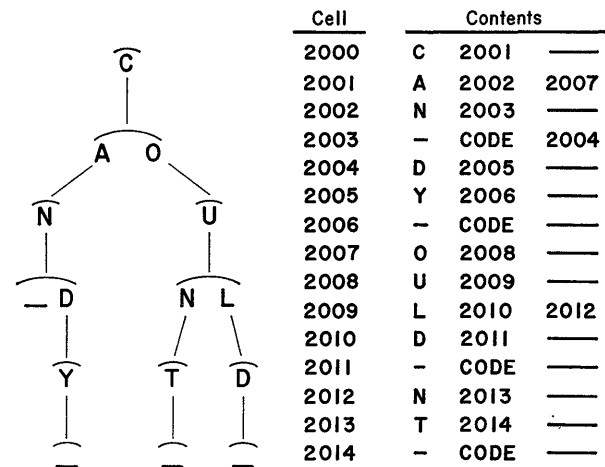 C
A O
N U
_ D N L
Y T D
_ _ _
Cell Contents
2000 C 2001 —
2001 A 2002 2007
2002 N 2003 —
2003 – CODE 2004
2004 D 2005 —
2005 Y 2006 —
2006 – CODE —
2007 O 2008 —
2008 U 2009 —
2009 L 2010 2012
2010 D 2011 —
2011 – CODE —
2012 N 2013 —
2013 T 2014 —
2014 – CODE —